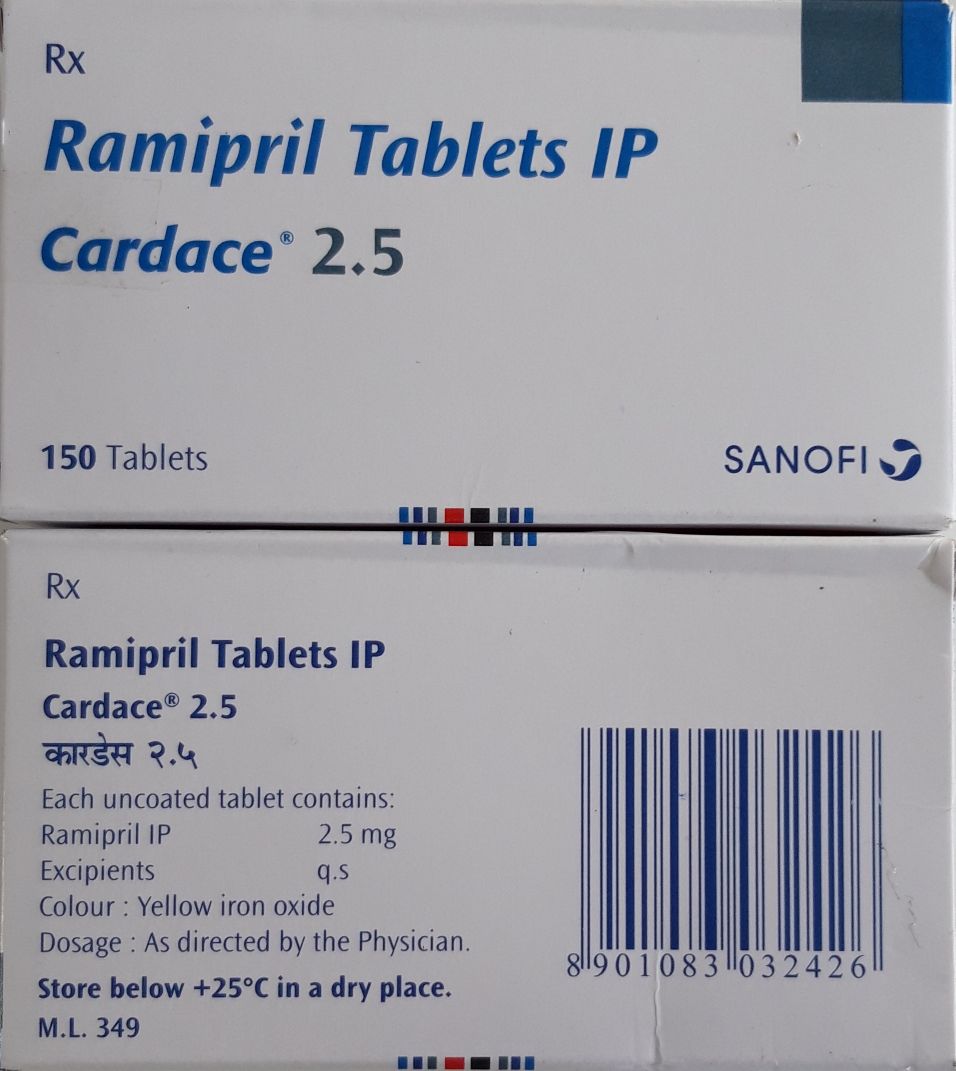 Rx
Ramipril Tablets IP
Cardace® 2.5
150 Tablets
SANOFI
Rx
Ramipril Tablets IP
Cardace® 2.5
कारडेस २.५
Each uncoated tablet contains:
Ramipril IP 2.5 mg
Excipients q.s
Colour : Yellow iron oxide
Dosage : As directed by the Physician.
Store below +25°C in a dry place.
M.L. 349
8 901083 032426